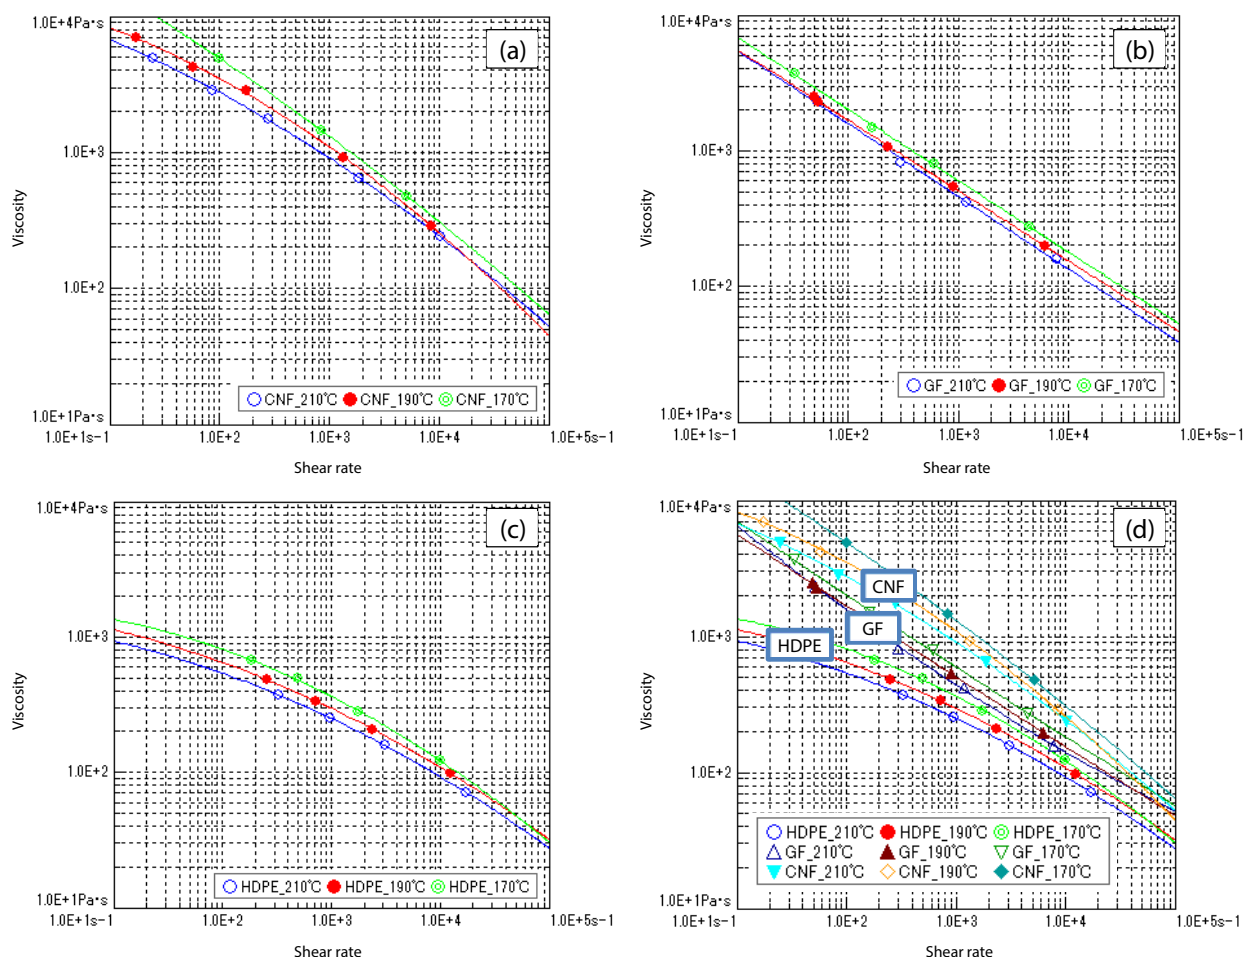 1.0E+4Pa·s
(a)
1.0E+3
Viscosity
1.0E+2
CNF_210℃ CNF_190℃ CNF_170℃
1.0E+1Pa·s
1.0E+1s-1 1.0E+2 1.0E+3 1.0E+4 1.0E+5s-1
Shear rate
1.0E+4Pa·s
(b)
1.0E+3
Viscosity
1.0E+2
GF_210℃ GF_190℃ GF_170℃
1.0E+1Pa·s
1.0E+1s-1 1.0E+2 1.0E+3 1.0E+4 1.0E+5s-1
Shear rate
1.0E+4Pa·s
(c)
1.0E+3
Viscosity
1.0E+2
HDPE_210℃ HDPE_190℃ HDPE_170℃
1.0E+1Pa·s
1.0E+1s-1 1.0E+2 1.0E+3 1.0E+4 1.0E+5s-1
Shear rate
1.0E+4Pa·s
(d)
CNF
GF
1.0E+3
HDPE
Viscosity
1.0E+2
HDPE_210℃ HDPE_190℃ HDPE_170℃
GF_210℃ GF_190℃ GF_170℃
CNF_210℃ CNF_190℃ CNF_170℃
1.0E+1Pa·s
1.0E+1s-1 1.0E+2 1.0E+3 1.0E+4 1.0E+5s-1
Shear rate